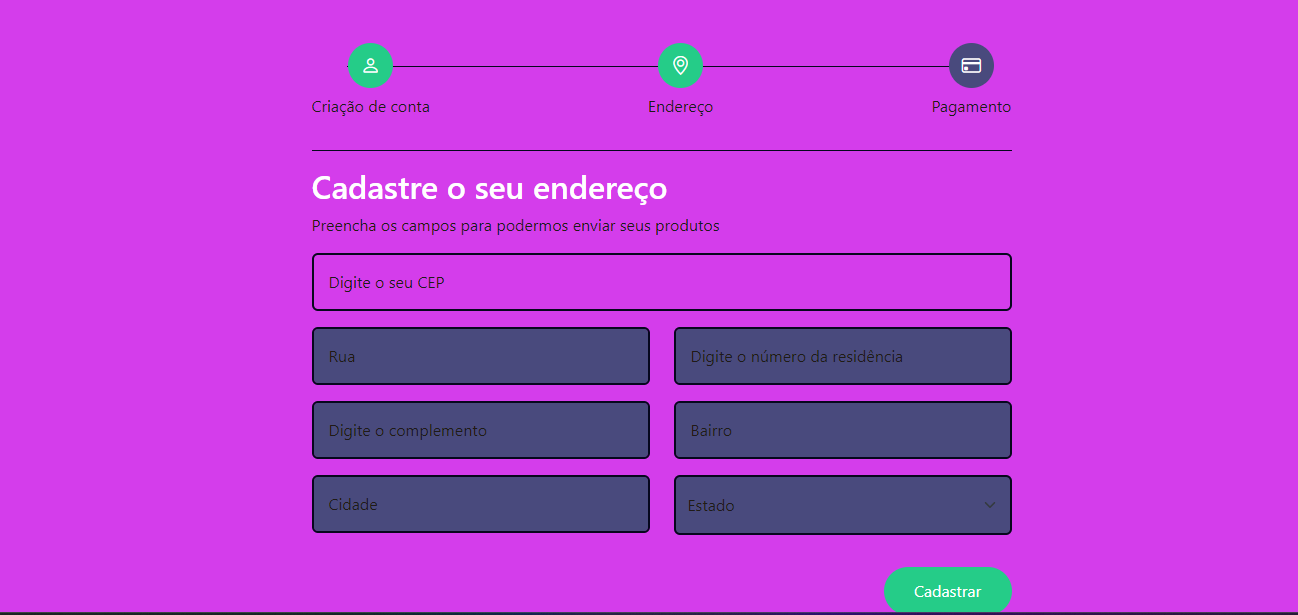 Criação de conta
Endereço
Pagamento
Cadastre o seu endereço
Preencha os campos para podermos enviar seus produtos
Digite o seu CEP
Rua
Digite o número da residência
Digite o complemento
Bairro
Cidade
Estado
Cadastrar